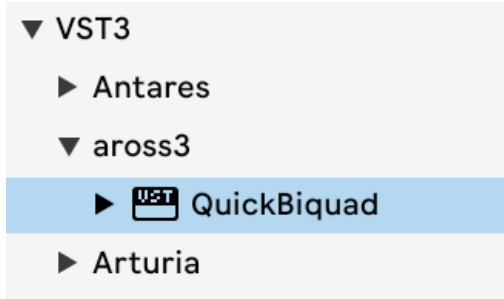 VST3
Antares
aross3
VST QuickBiquad
Arturia